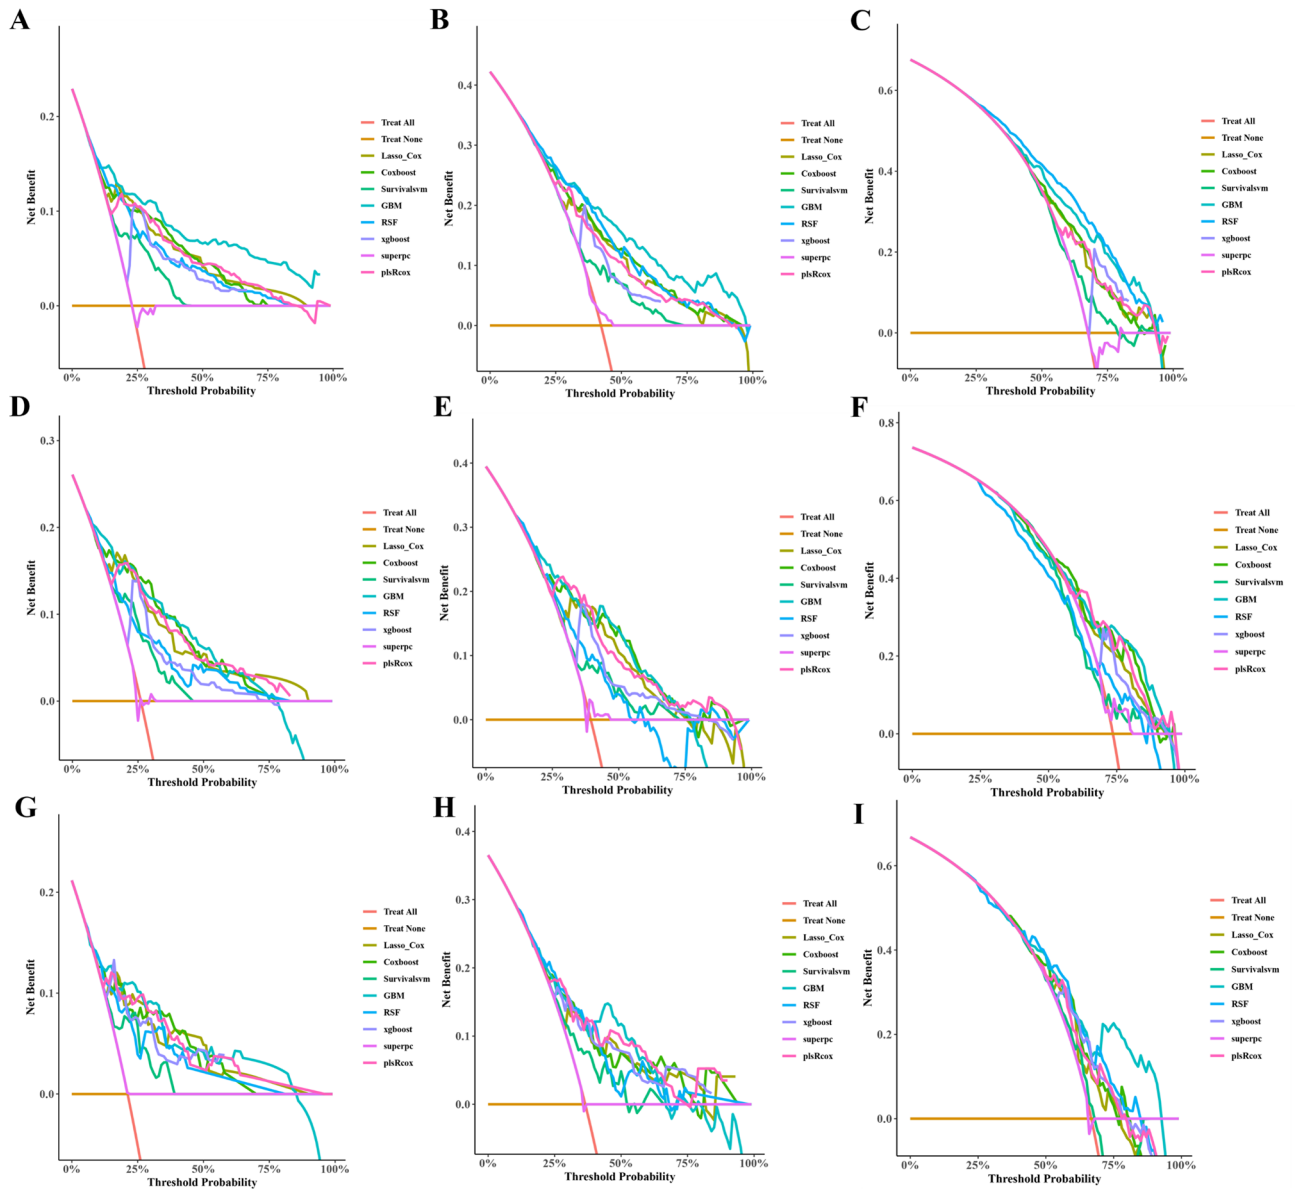 A
Net Benefit
0.2
0.1
0.0
0%
25%
50%
75%
100%
Threshold Probability
Treat All
Treat None
Lasso_Cox
Coxboost
Survivalsvm
GBM
RSF
xgboost
superpc
plsRcox
B
Net Benefit
0.4
0.3
0.2
0.1
0.0
0%
25%
50%
75%
100%
Threshold Probability
Treat All
Treat None
Lasso_Cox
Coxboost
Survivalsvm
GBM
RSF
xgboost
superpc
plsRcox
C
Net Benefit
0.6
0.4
0.2
0.0
0%
25%
50%
75%
100%
Threshold Probability
Treat All
Treat None
Lasso_Cox
Coxboost
Survivalsvm
GBM
RSF
xgboost
superpc
plsRcox
D
Net Benefit
0.3
0.2
0.1
0.0
0%
25%
50%
75%
100%
Threshold Probability
Treat All
Treat None
Lasso_Cox
Coxboost
Survivalsvm
GBM
RSF
xgboost
superpc
plsRcox
E
Net Benefit
0.4
0.3
0.2
0.1
0.0
0%
25%
50%
75%
100%
Threshold Probability
Treat All
Treat None
Lasso_Cox
Coxboost
Survivalsvm
GBM
RSF
xgboost
superpc
plsRcox
F
Net Benefit
0.8
0.6
0.4
0.2
0.0
0%
25%
50%
75%
100%
Threshold Probability
Treat All
Treat None
Lasso_Cox
Coxboost
Survivalsvm
GBM
RSF
xgboost
superpc
plsRcox
G
Net Benefit
0.2
0.1
0.0
0%
25%
50%
75%
100%
Threshold Probability
Treat All
Treat None
Lasso_Cox
Coxboost
Survivalsvm
GBM
RSF
xgboost
superpc
plsRcox
H
Net Benefit
0.4
0.3
0.2
0.1
0.0
0%
25%
50%
75%
100%
Threshold Probability
Treat All
Treat None
Lasso_Cox
Coxboost
Survivalsvm
GBM
RSF
xgboost
superpc
plsRcox
I
Net Benefit
0.6
0.4
0.2
0.0
0%
25%
50%
75%
100%
Threshold Probability
Treat All
Treat None
Lasso_Cox
Coxboost
Survivalsvm
GBM
RSF
xgboost
superpc
plsRcox